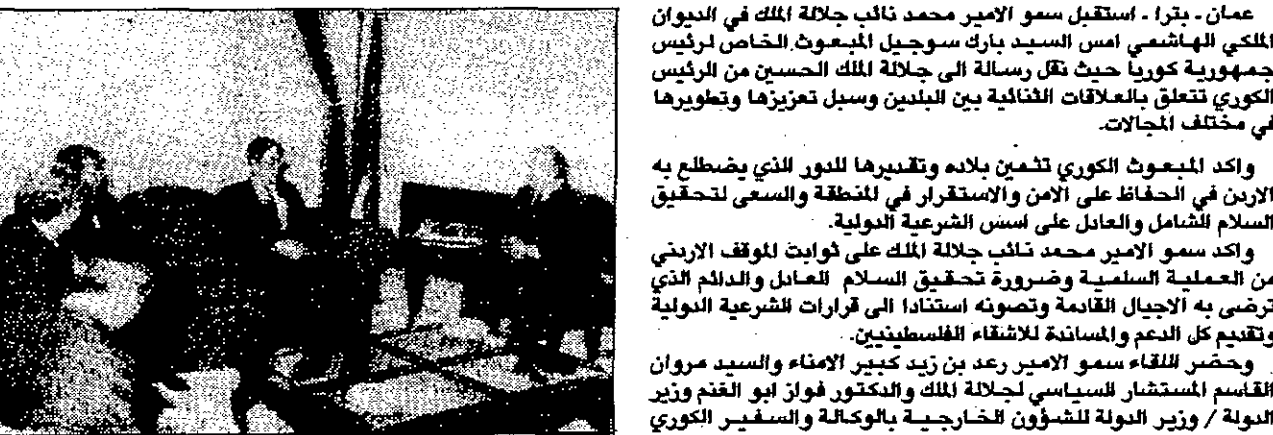 عمان ـ بترا ـ استقبل سمو الامير محمد نائب جلالة الملك في الديوان
الملكي الهاشمي امس السيد بارك سوجيل المبعوث الخاص لرئيس
جمهورية كوريا حيث نقل رسالة الى جلالة الملك الحسين من الرئيس
الكوري تتعلق بالعلاقات الثنائية بين البلدين وسبل تعزيزها وتطويرها
في مختلف المجالات.
واكد المبعوث الكوري تثمين بلاده وتقديرها للدور الذي يضطلع به
الاردن في الحفاظ على الامن والاستقرار في المنطقة والسعي لتحقيق
السلام الشامل والعادل على اسس الشرعية الدولية.
واكد سمو الامير محمد نائب جلالة الملك على ثوابت الموقف الاردني
من العملية السلمية وضرورة تحقيق السلام العادل والدائم الذي
ترضى به الاجيال القادمة وتصونه استنادا الى قرارات الشرعية الدولية
وتقديم كل الدعم والمساندة للاشقاء الفلسطينيين.
وحضر اللقاء سمو الامير رعد بن زيد كبير الامناء والسيد مروان
القاسم المستشار السياسي لجلالة الملك والدكتور فواز ابو الغنم وزير
الدولة / وزير الدولة للشؤون الخارجية بالوكالة والسفير الكوري